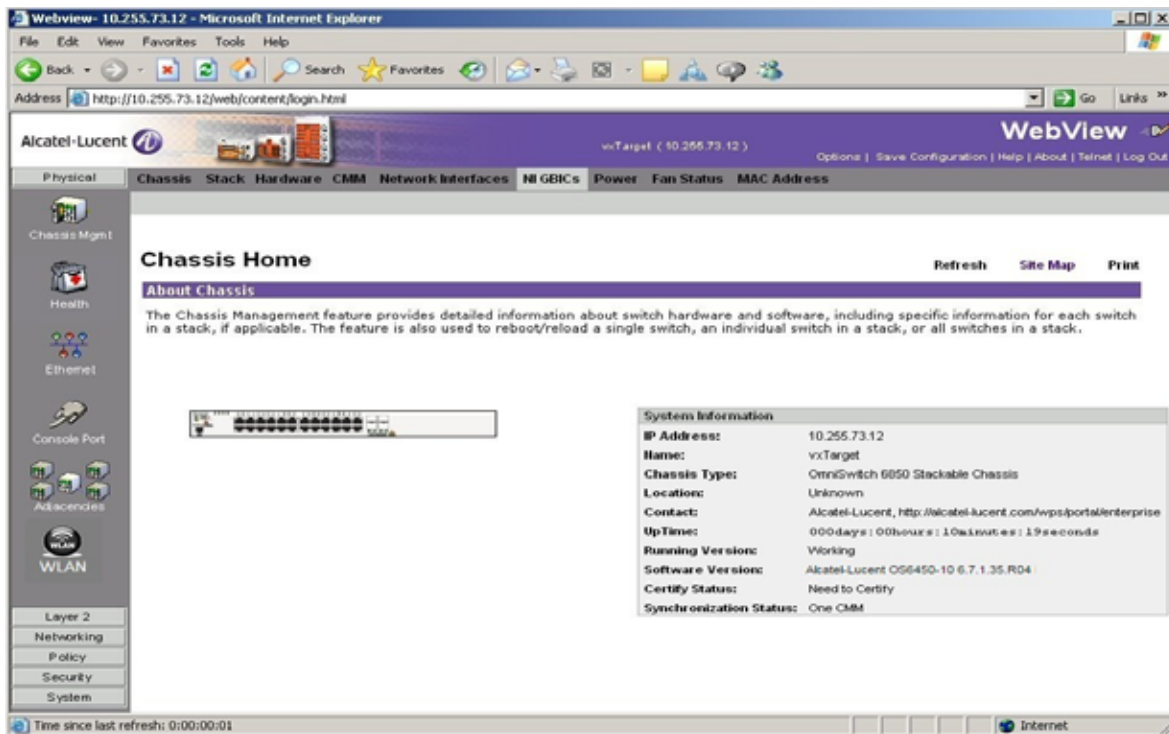 Webview- 10.255.73.12 - Microsoft Internet Explorer
File Edit View Favorites Tools Help
Back Search Favorites
Address http://10.255.73.12/web/content/login.html Go Links »
Alcatel-Lucent
vxTarget ( 10.255.73.12 )
WebView
Options | Save Configuration | Help | About | Telnet | Log Out
Physical
Chassis Stack Hardware CMM Network Interfaces NI GBICs Power Fan Status MAC Address
Chassis Mgmt
Health
Ethernet
Console Port
Adjacencies
WLAN
WLAN
Layer 2
Networking
Policy
Security
System
Chassis Home
Refresh Site Map Print
About Chassis
The Chassis Management feature provides detailed information about switch hardware and software, including specific information for each switch
in a stack, if applicable. The feature is also used to reboot/reload a single switch, an individual switch in a stack, or all switches in a stack.
System Information
IP Address: 10.255.73.12
Name: vxTarget
Chassis Type: OmniSwitch 6850 Stackable Chassis
Location: Unknown
Contact: Alcatel-Lucent, http://alcatel-lucent.com/wps/portal/enterprise
UpTime: 000days:00hours:10minutes:19seconds
Running Version: Working
Software Version: Alcatel-Lucent OS6450-10 6.7.1.35.R04
Certify Status: Need to Certify
Synchronization Status: One CMM
Time since last refresh: 0:00:00:01
Internet